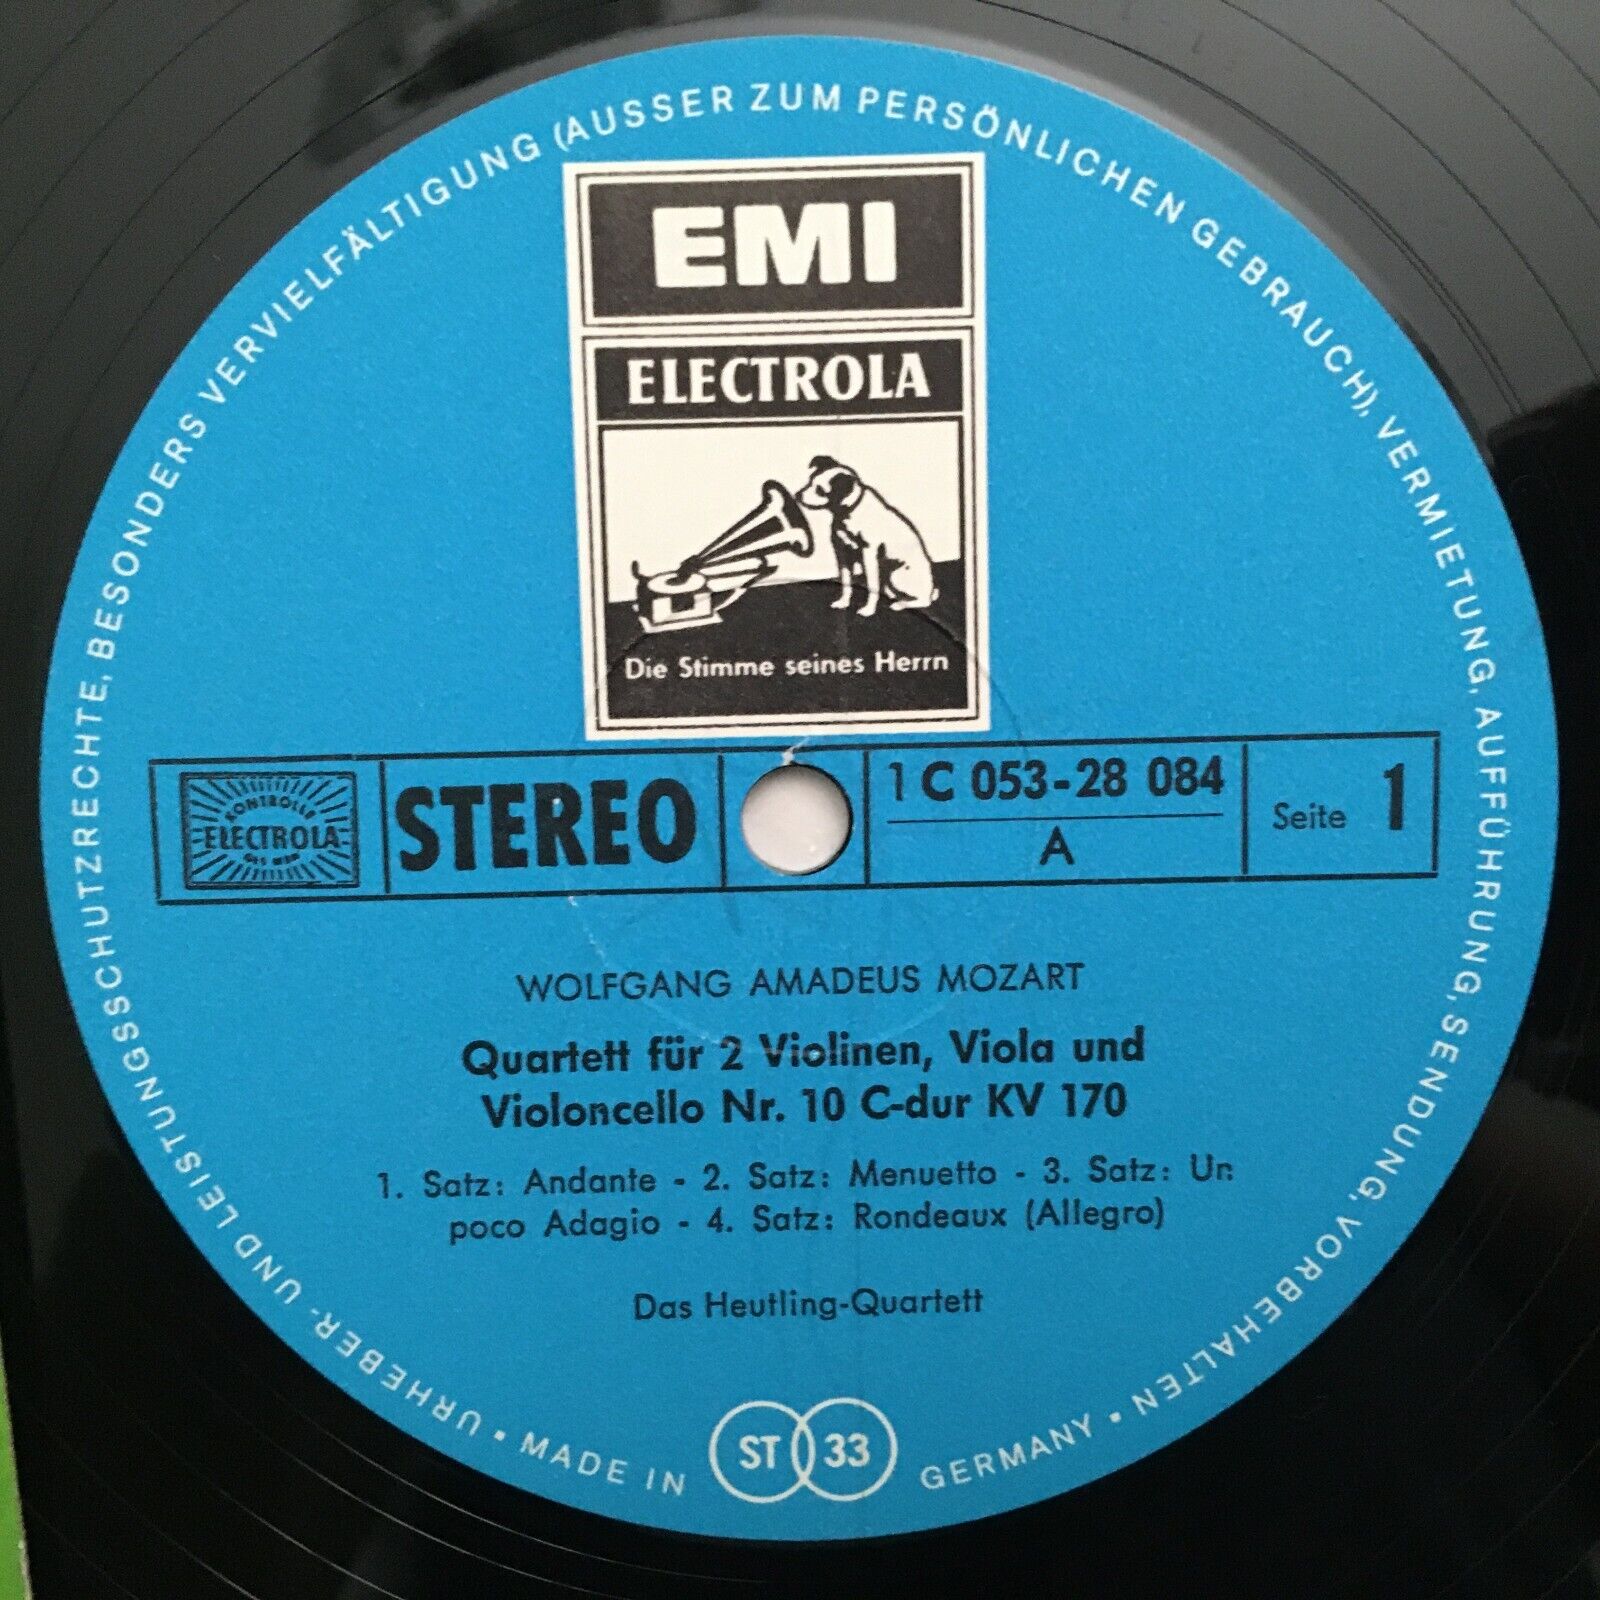 EMI
ELECTROLA
Die Stimme seines Herrn
KONTROLLE
ELECTROLA
STEREO
1 C 053-28 084
A
Seite 1
WOLFGANG AMADEUS MOZART
Quartett für 2 Violinen, Viola und
Violoncello Nr. 10 C-dur KV 170
1. Satz: Andante - 2. Satz: Menuetto - 3. Satz: Un
poco Adagio - 4. Satz: Rondeaux (Allegro)
Das Heutling-Quartett
ST 33
URHEBER- UND LEISTUNGSSCHUTZRECHTE, BESONDERS VERVIELFÄLTIGUNG (AUSSER ZUM PERSÖNLICHEN GEBRAUCH), VERMIETUNG, AUFFÜHRUNG, SENDUNG, VORBEHALTEN • MADE IN GERMANY •